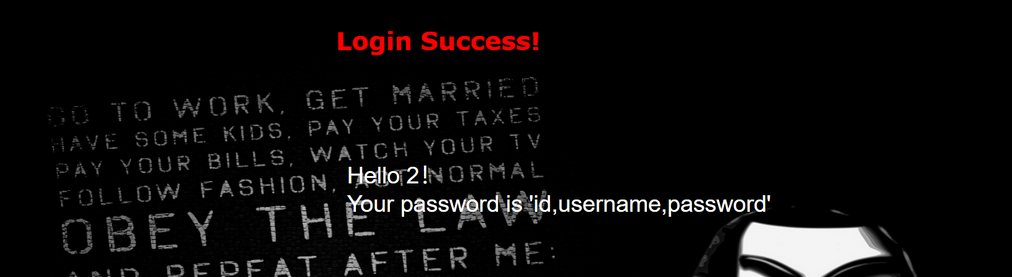 Login Success!
GO TO WORK, GET MARRIED
HAVE SOME KIDS, PAY YOUR TAXES
PAY YOUR BILLS, WATCH YOUR TV
FOLLOW FASHION, ACT NORMAL
Hello 2！
Your password is 'id,username,password'
OBEY THE LAW
AND REPEAT AFTER ME: